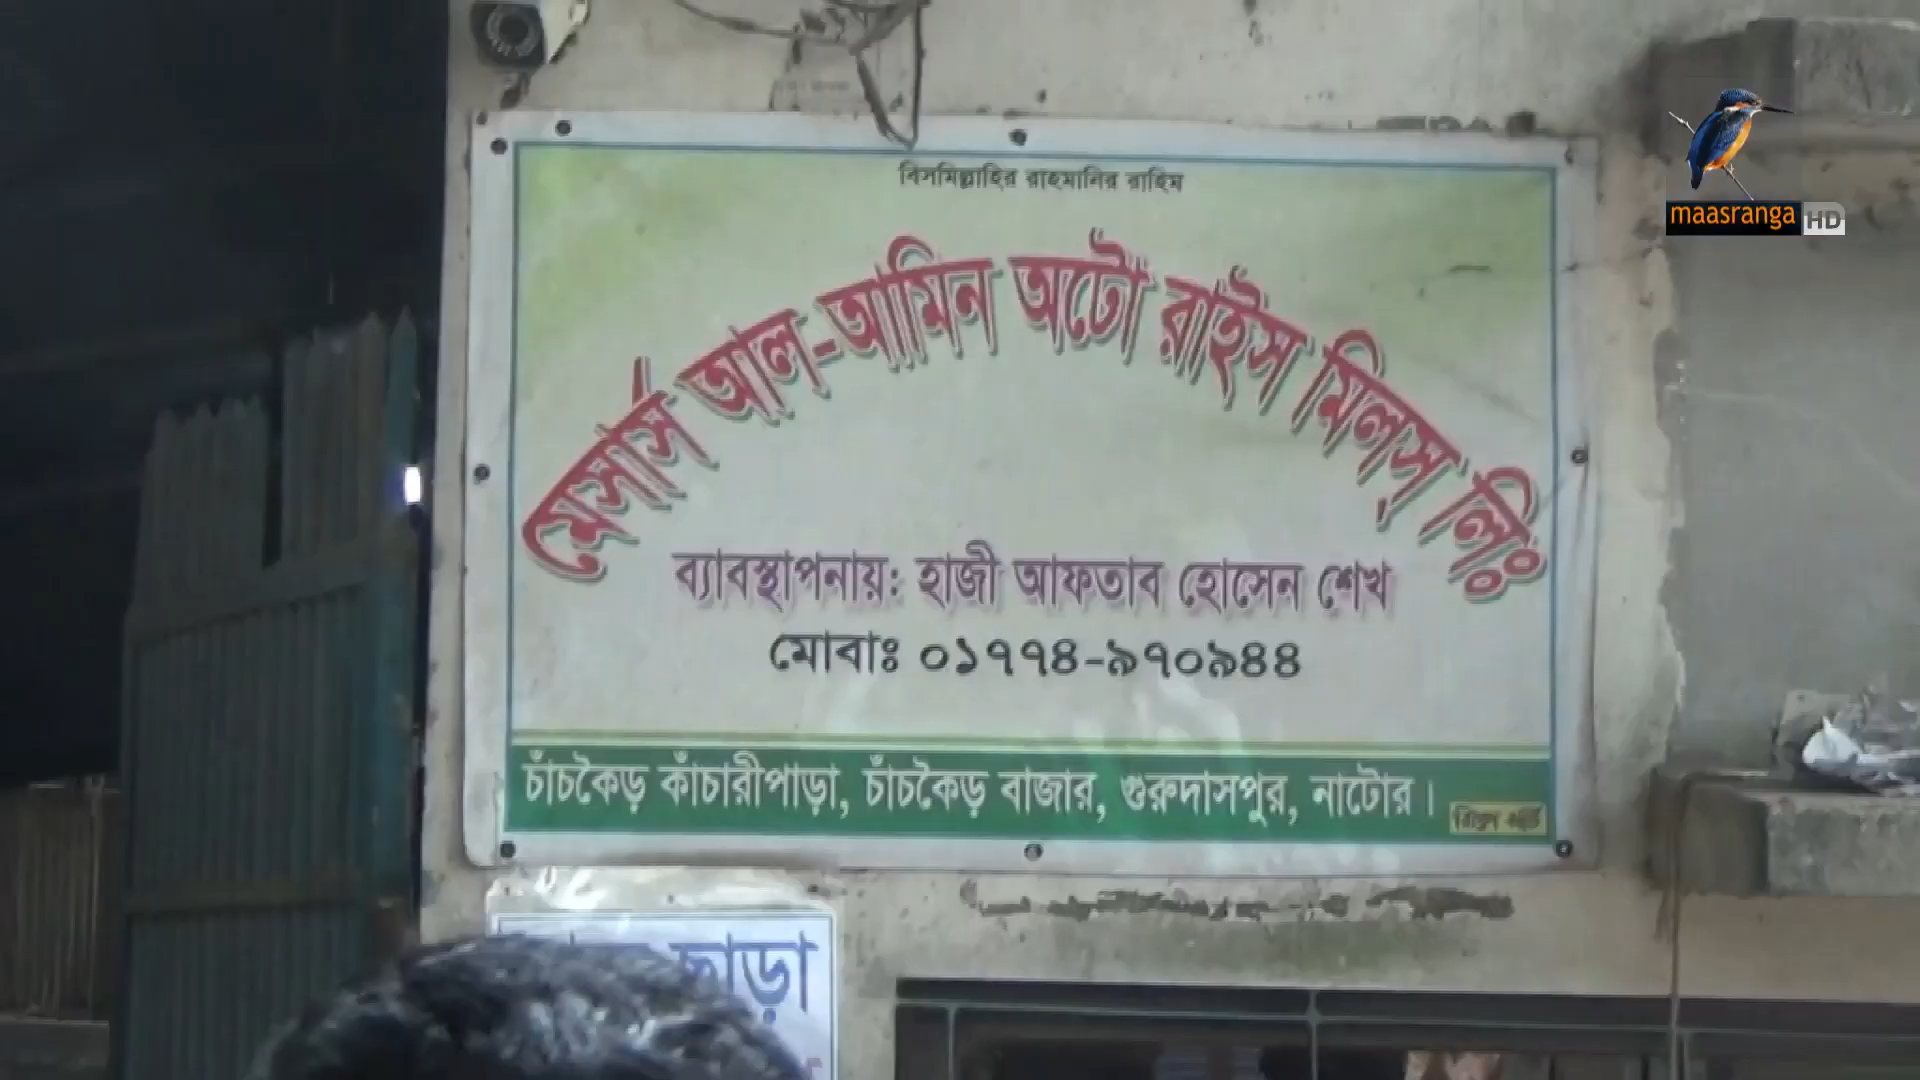 maasranga HD
বিসমিল্লাহির রাহমানির রাহিম
মেসার্স আল-আমিন অটো রাইস মিলস্ লিঃ
ব্যাবস্থাপনায়: হাজী আফতাব হোসেন শেখ
মোবাঃ ০১৭৭৪-৯৭০৯৪৪
চাঁচকৈড় কাঁচারীপাড়া, চাঁচকৈড় বাজার, গুরুদাসপুর, নাটোর।